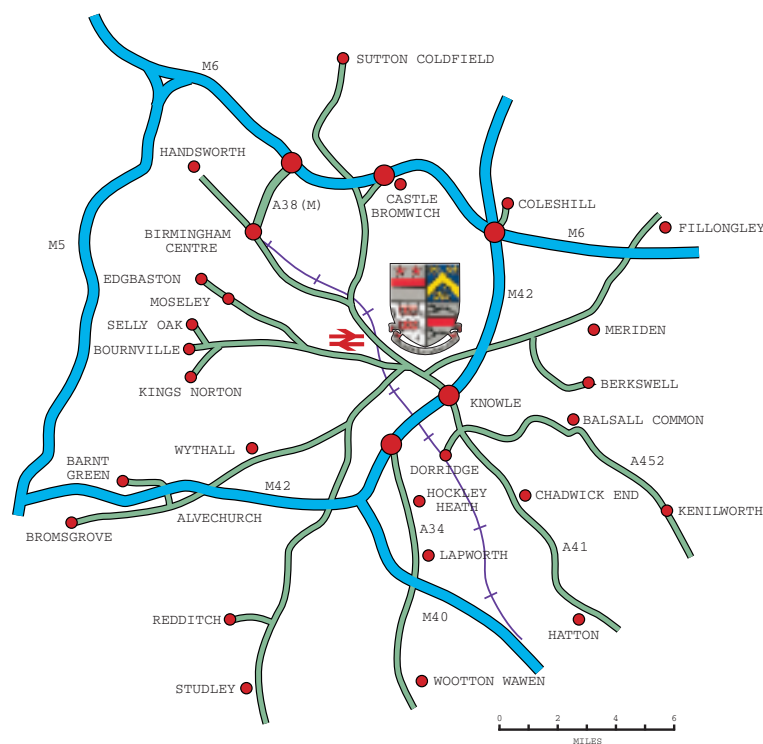 M6
SUTTON COLDFIELD
HANDSWORTH
CASTLE
BROMWICH
A38(M)
COLESHILL
BIRMINGHAM
CENTRE
M6
FILLONGLEY
M5
EDGBASTON
MOSELEY
M42
SELLY OAK
MERIDEN
BOURNVILLE
KINGS NORTON
BERKSWELL
KNOWLE
BALSALL COMMON
WYTHALL
BARNT
GREEN
DORRIDGE
A452
M42
HOCKLEY
HEATH
CHADWICK END
KENILWORTH
ALVECHURCH
BROMSGROVE
A34
A41
LAPWORTH
REDDITCH
M40
HATTON
STUDLEY
WOOTTON WAWEN
0 2 4 6
MILES